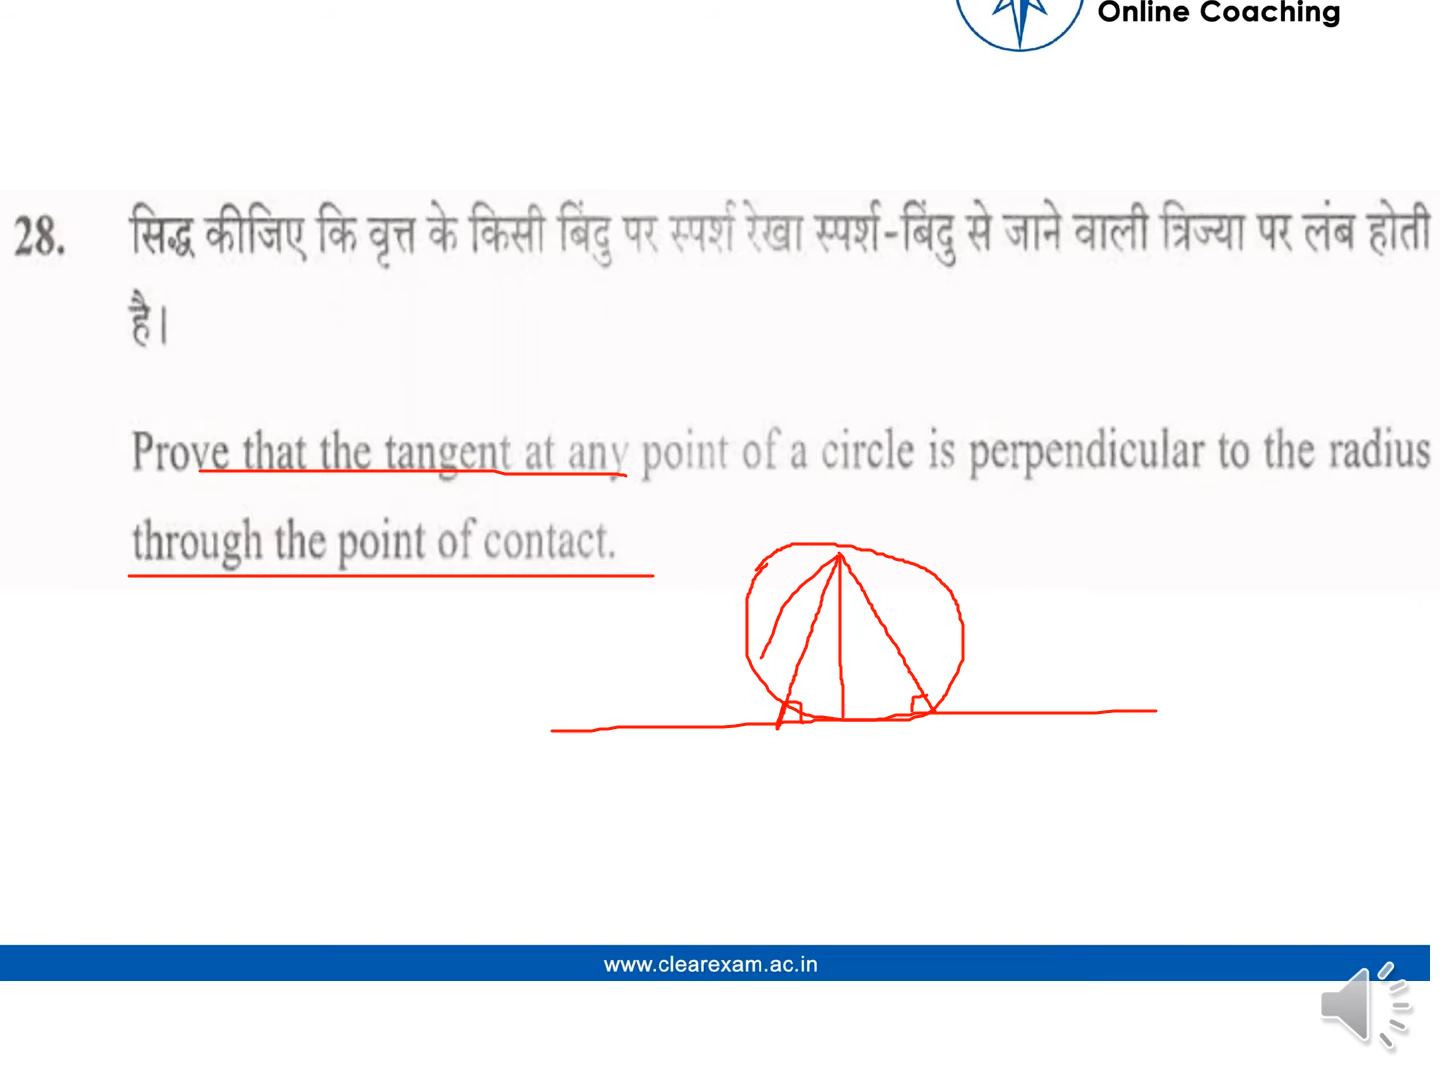 Online Coaching
28. सिद्ध कीजिए कि वृत्त के किसी बिंदु पर स्पर्श रेखा स्पर्श-बिंदु से जाने वाली त्रिज्या पर लंब होती
है।
Prove that the tangent at any point of a circle is perpendicular to the radius
through the point of contact.
www.clearexam.ac.in